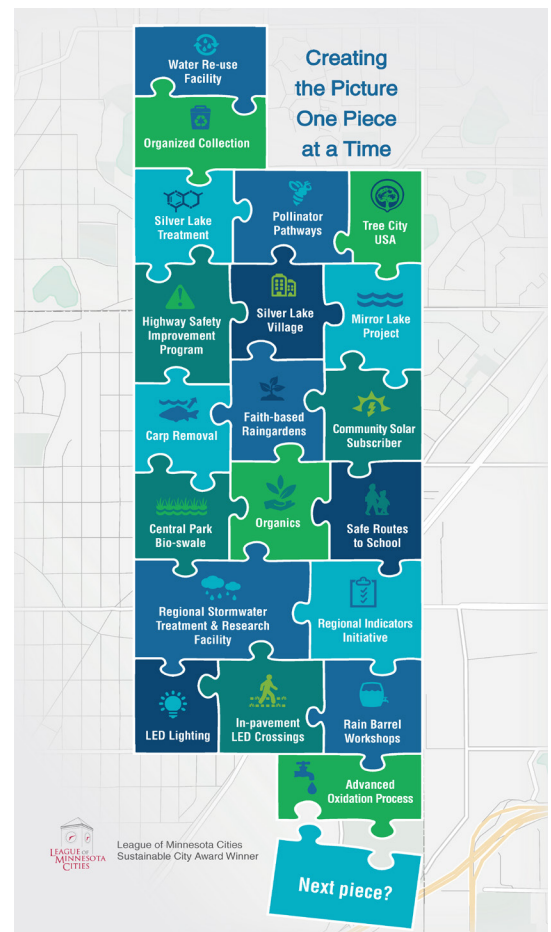 Creating
the Picture
One Piece
at a Time
Water Re-use
Facility
Organized Collection
Silver Lake
Treatment
Pollinator
Pathways
Tree City
USA
Highway Safety
Improvement
Program
Silver Lake
Village
Mirror Lake
Project
Carp Removal
Faith-based
Raingardens
Community Solar
Subscriber
Central Park
Bio-swale
Organics
Safe Routes
to School
Regional Stormwater
Treatment & Research
Facility
Regional Indicators
Initiative
LED Lighting
In-pavement
LED Crossings
Rain Barrel
Workshops
Advanced
Oxidation Process
Next piece?
LEAGUE OF
MINNESOTA
CITIES
League of Minnesota Cities
Sustainable City Award Winner